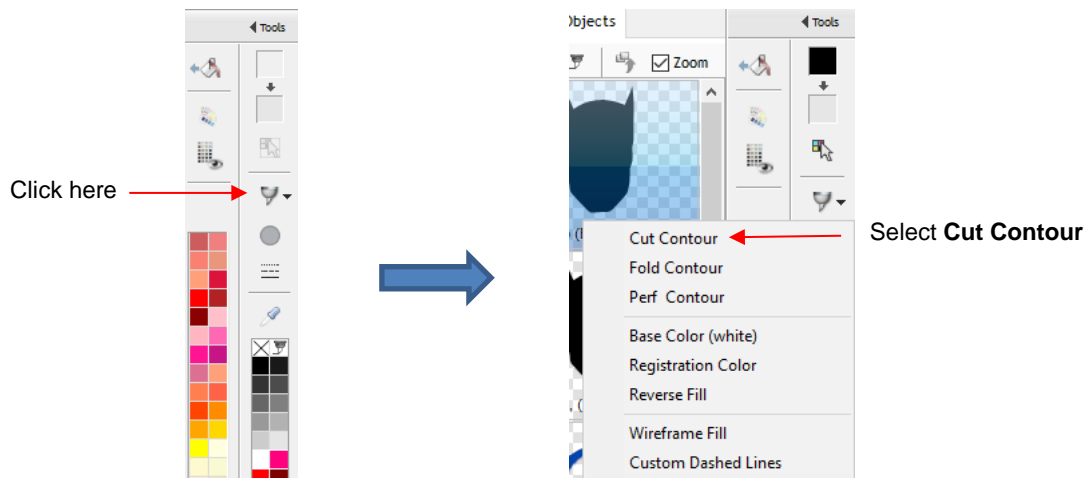 Tools
Click here
Objects
Tools
Zoom
Cut Contour
Select Cut Contour
Fold Contour
Perf Contour
Base Color (white)
Registration Color
Reverse Fill
Wireframe Fill
Custom Dashed Lines